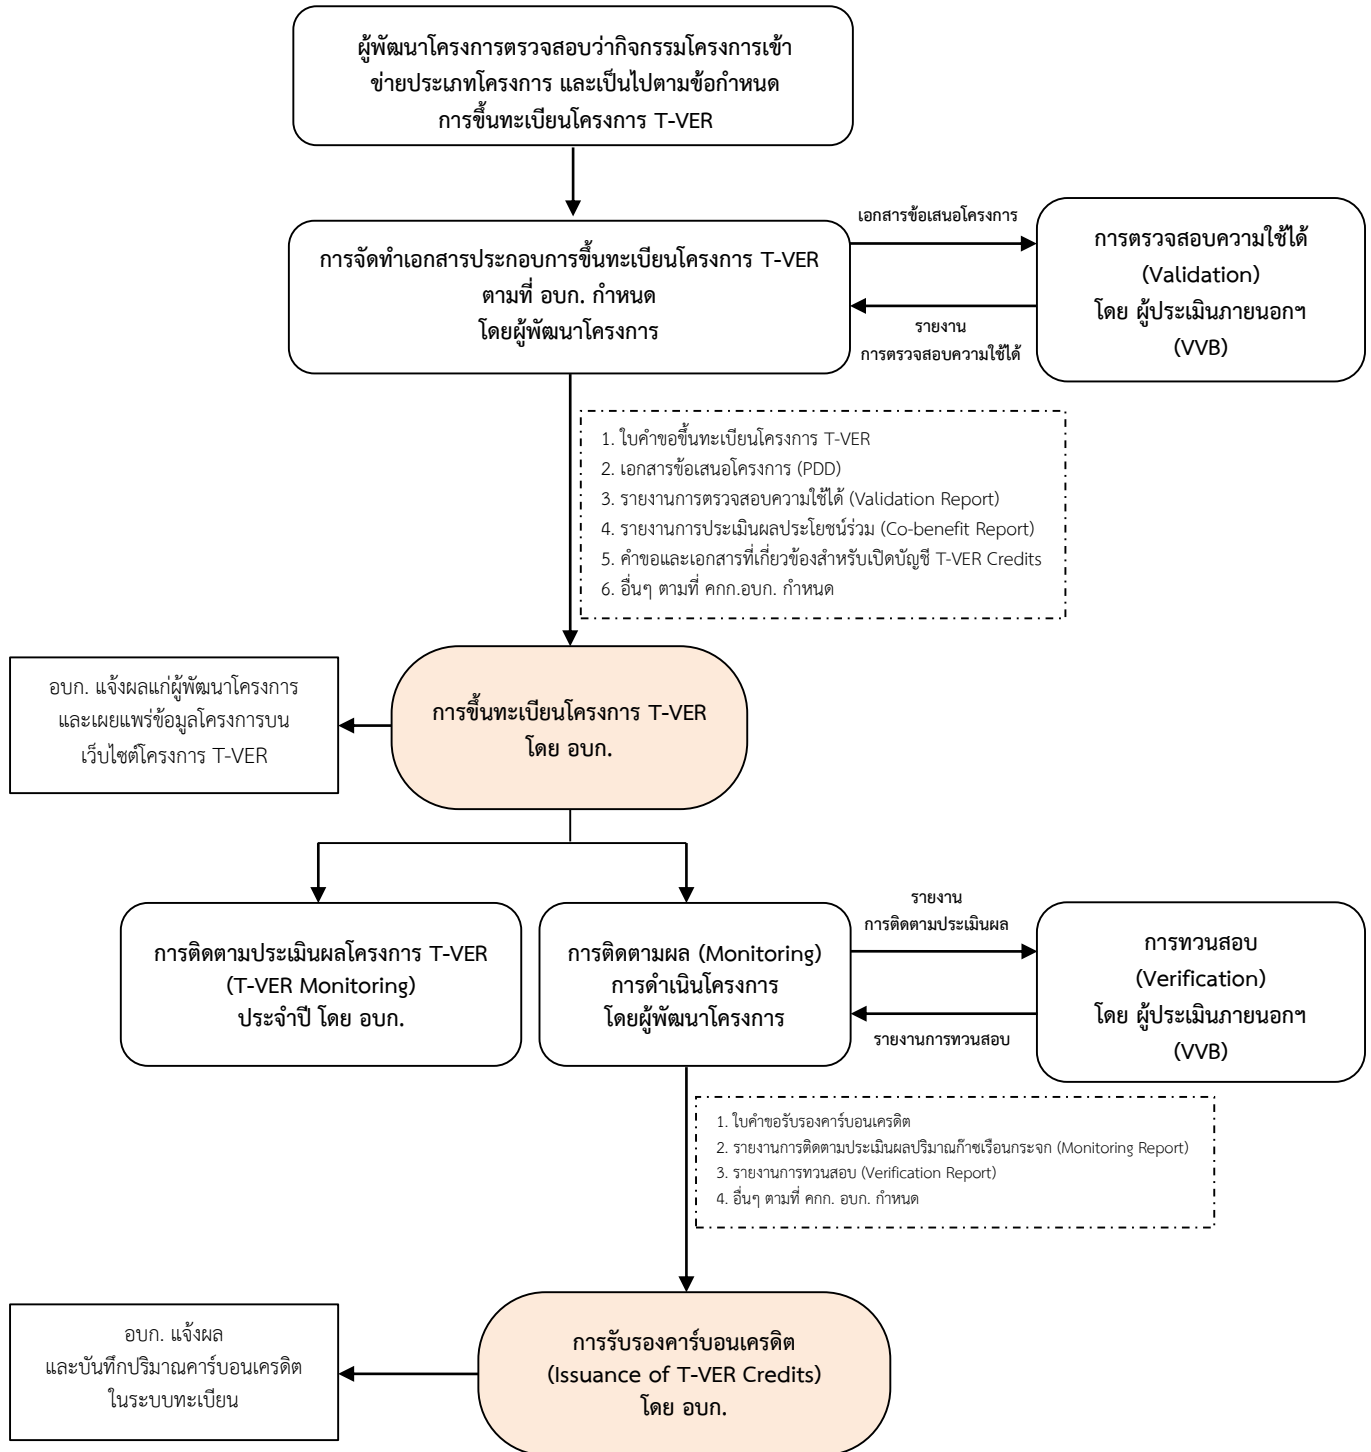 ผู้พัฒนาโครงการตรวจสอบว่ากิจกรรมโครงการเข้า
ข่ายประเภทโครงการ และเป็นไปตามข้อกำหนด
การขึ้นทะเบียนโครงการ T-VER
เอกสารข้อเสนอโครงการ
การจัดทำเอกสารประกอบการขึ้นทะเบียนโครงการ T-VER
ตามที่ อบก. กำหนด
โดยผู้พัฒนาโครงการ
การตรวจสอบความใช้ได้
(Validation)
โดย ผู้ประเมินภายนอกฯ
(VVB)
รายงาน
การตรวจสอบความใช้ได้
1. ใบคำขอขึ้นทะเบียนโครงการ T-VER
2. เอกสารข้อเสนอโครงการ (PDD)
3. รายงานการตรวจสอบความใช้ได้ (Validation Report)
4. รายงานการประเมินผลประโยชน์ร่วม (Co-benefit Report)
5. คำขอและเอกสารที่เกี่ยวข้องสำหรับเปิดบัญชี T-VER Credits
6. อื่นๆ ตามที่ คกก.อบก. กำหนด
อบก. แจ้งผลแก่ผู้พัฒนาโครงการ
และเผยแพร่ข้อมูลโครงการบน
เว็บไซต์โครงการ T-VER
การขึ้นทะเบียนโครงการ T-VER
โดย อบก.
การติดตามประเมินผลโครงการ T-VER
(T-VER Monitoring)
ประจำปี โดย อบก.
การติดตามผล (Monitoring)
การดำเนินโครงการ
โดยผู้พัฒนาโครงการ
รายงาน
การติดตามประเมินผล
การทวนสอบ
(Verification)
โดย ผู้ประเมินภายนอกฯ
(VVB)
รายงานการทวนสอบ
1. ใบคำขอรับรองคาร์บอนเครดิต
2. รายงานการติดตามประเมินผลปริมาณก๊าซเรือนกระจก (Monitoring Report)
3. รายงานการทวนสอบ (Verification Report)
4. อื่นๆ ตามที่ คกก. อบก. กำหนด
อบก. แจ้งผล
และบันทึกปริมาณคาร์บอนเครดิต
ในระบบทะเบียน
การรับรองคาร์บอนเครดิต
(Issuance of T-VER Credits)
โดย อบก.